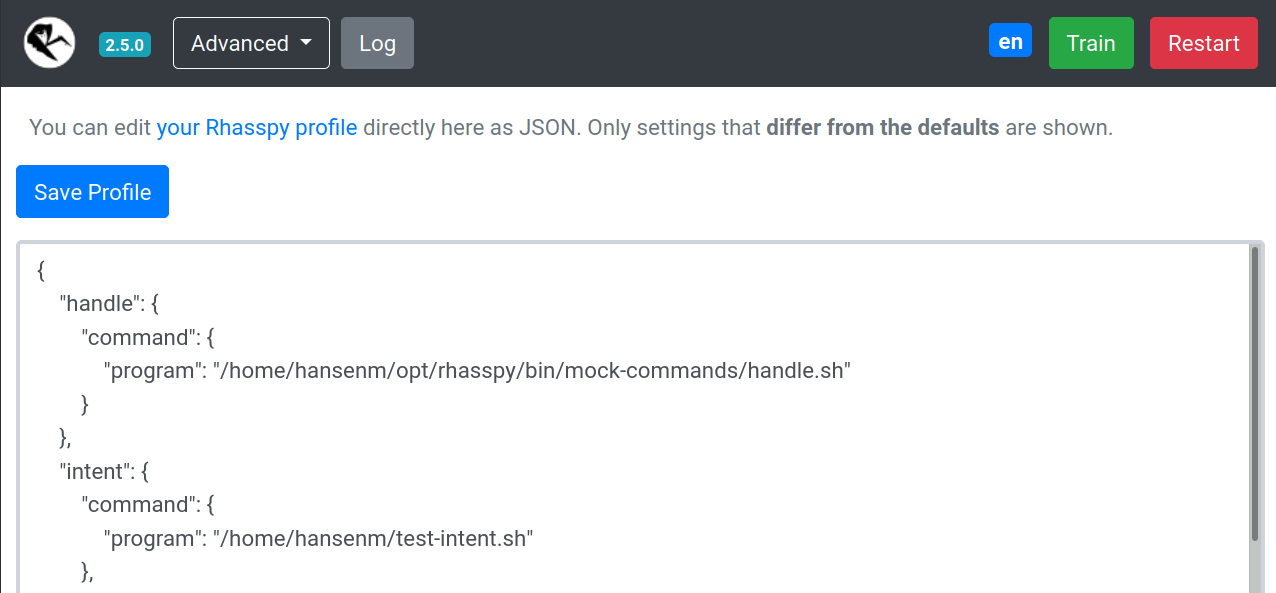 2.5.0 Advanced Log en Train Restart
You can edit your Rhasspy profile directly here as JSON. Only settings that differ from the defaults are shown.
Save Profile
{
"handle": {
"command": {
"program": "/home/hansenm/opt/rhasspy/bin/mock-commands/handle.sh"
}
},
"intent": {
"command": {
"program": "/home/hansenm/test-intent.sh"
},